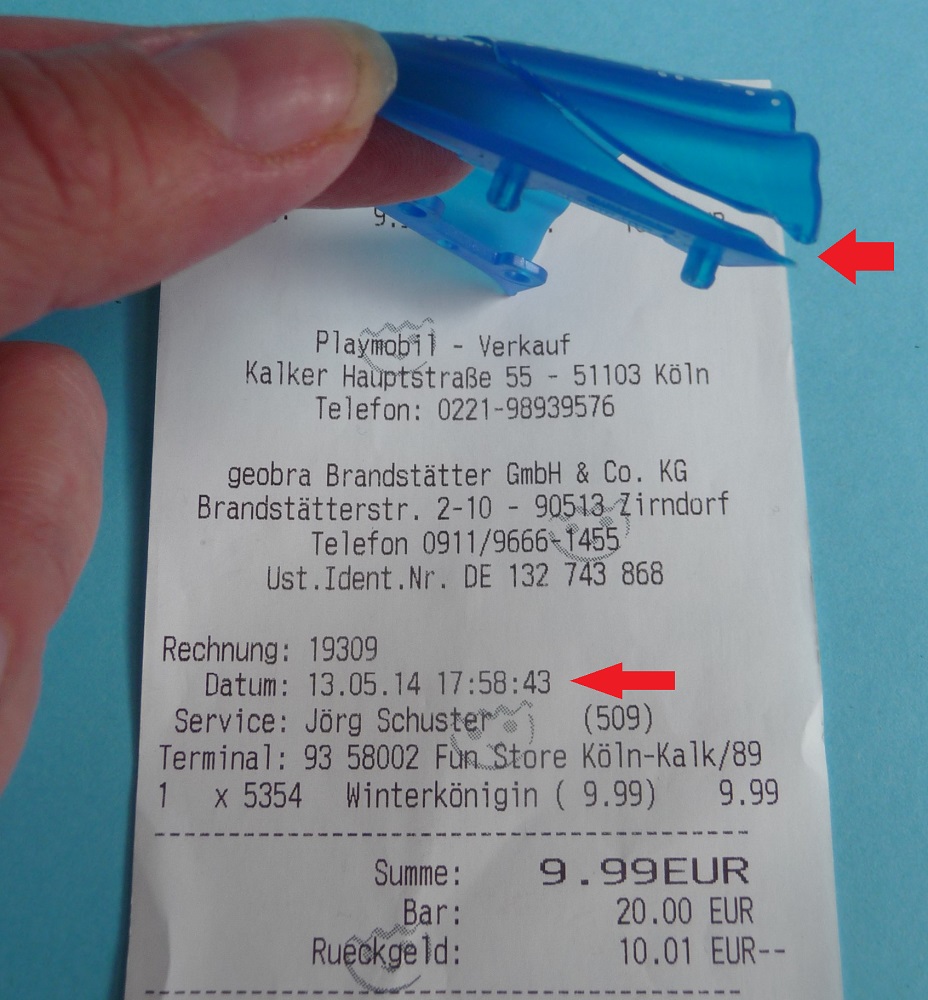 Playmobil - Verkauf
Kalker Hauptstraße 55 - 51103 Köln
Telefon: 0221-98939576
geobra Brandstätter GmbH & Co. KG
Brandstätterstr. 2-10 - 90513 Zirndorf
Telefon 0911/9666-1455
Ust.Ident.Nr. DE 132 743 868
Rechnung: 19309
Datum: 13.05.14 17:58:43
Service: Jörg Schuster (509)
Terminal: 93 58002 Fun Store Köln-Kalk/89
1 x 5354 Winterkönigin ( 9.99) 9.99
Summe: 9.99EUR
Bar: 20.00 EUR
Rueckgeld: 10.01 EUR--